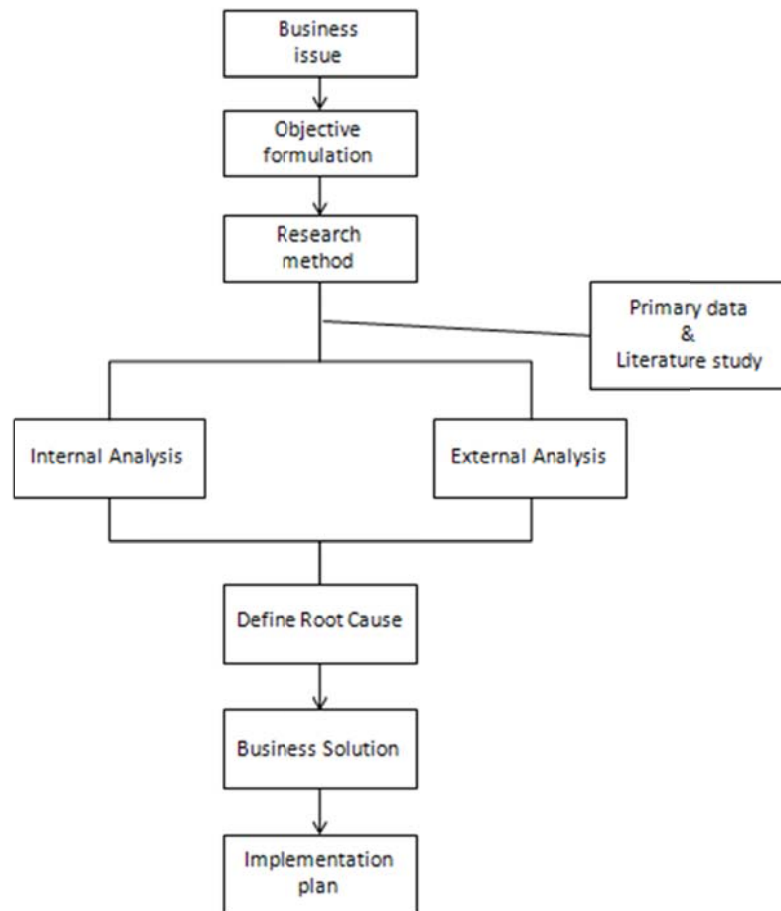 Business
issue
Objective
formulation
Research
method
Primary data
&
Literature study
Internal Analysis
External Analysis
Define Root Cause
Business Solution
Implementation
plan